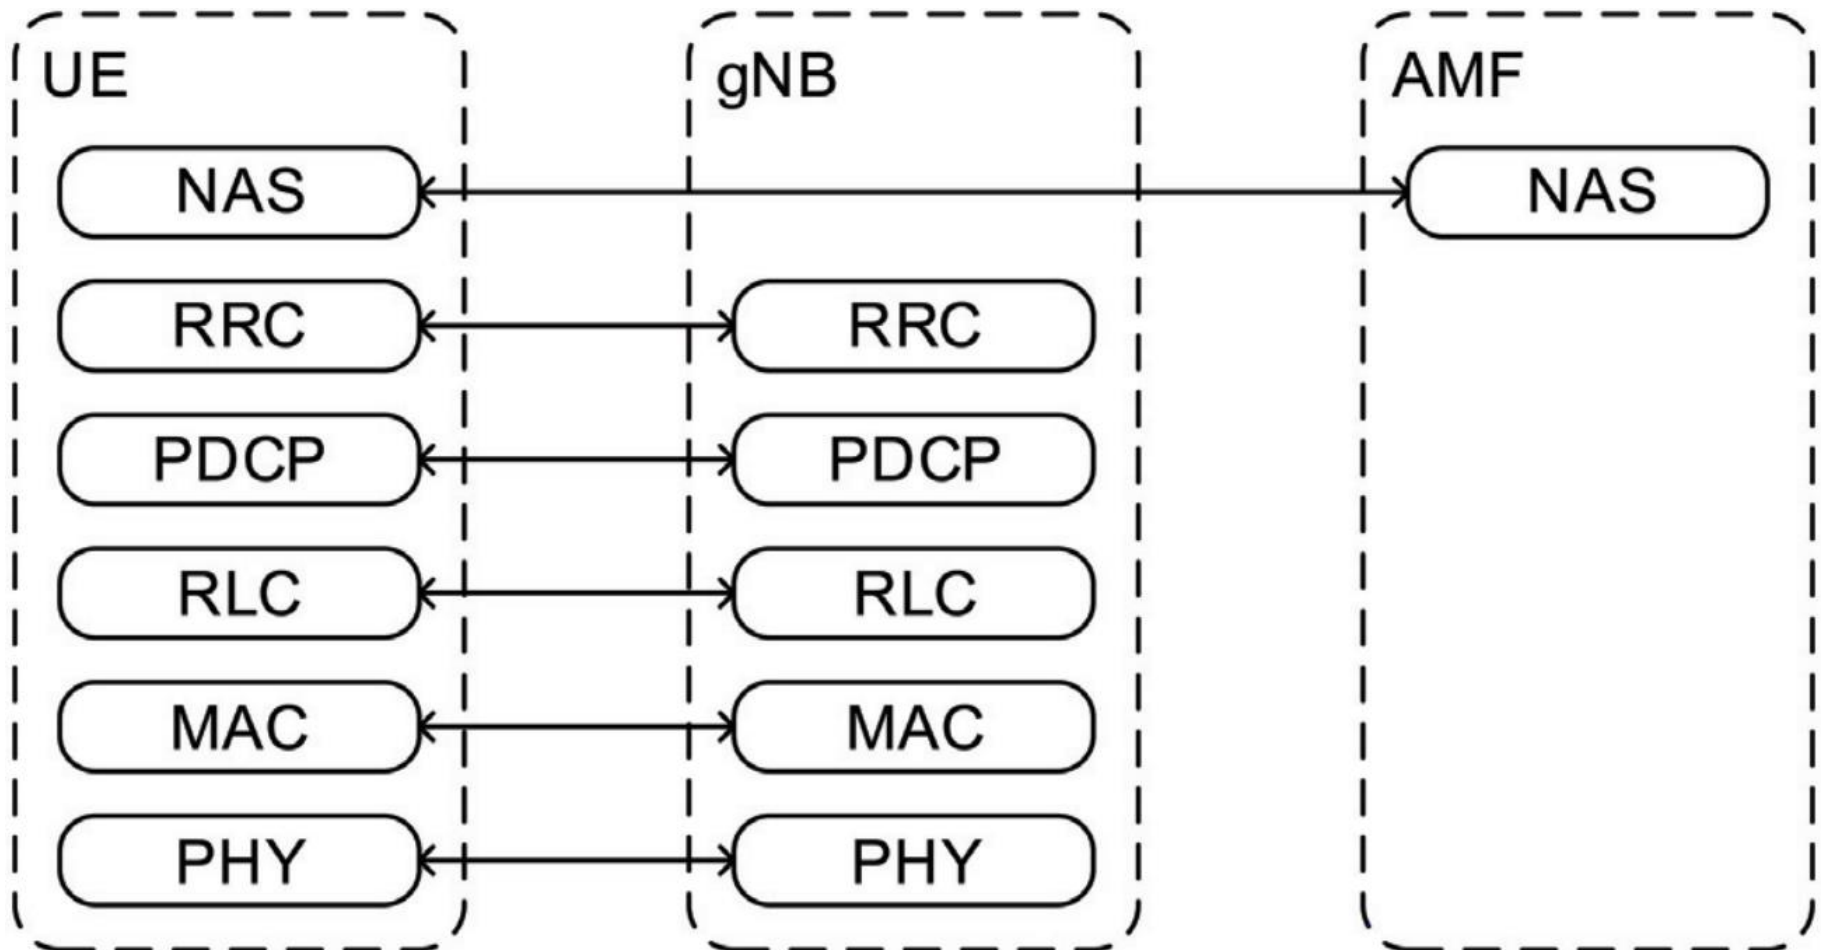 UE
gNB
AMF
NAS
NAS
RRC
RRC
PDCP
PDCP
RLC
RLC
MAC
MAC
PHY
PHY